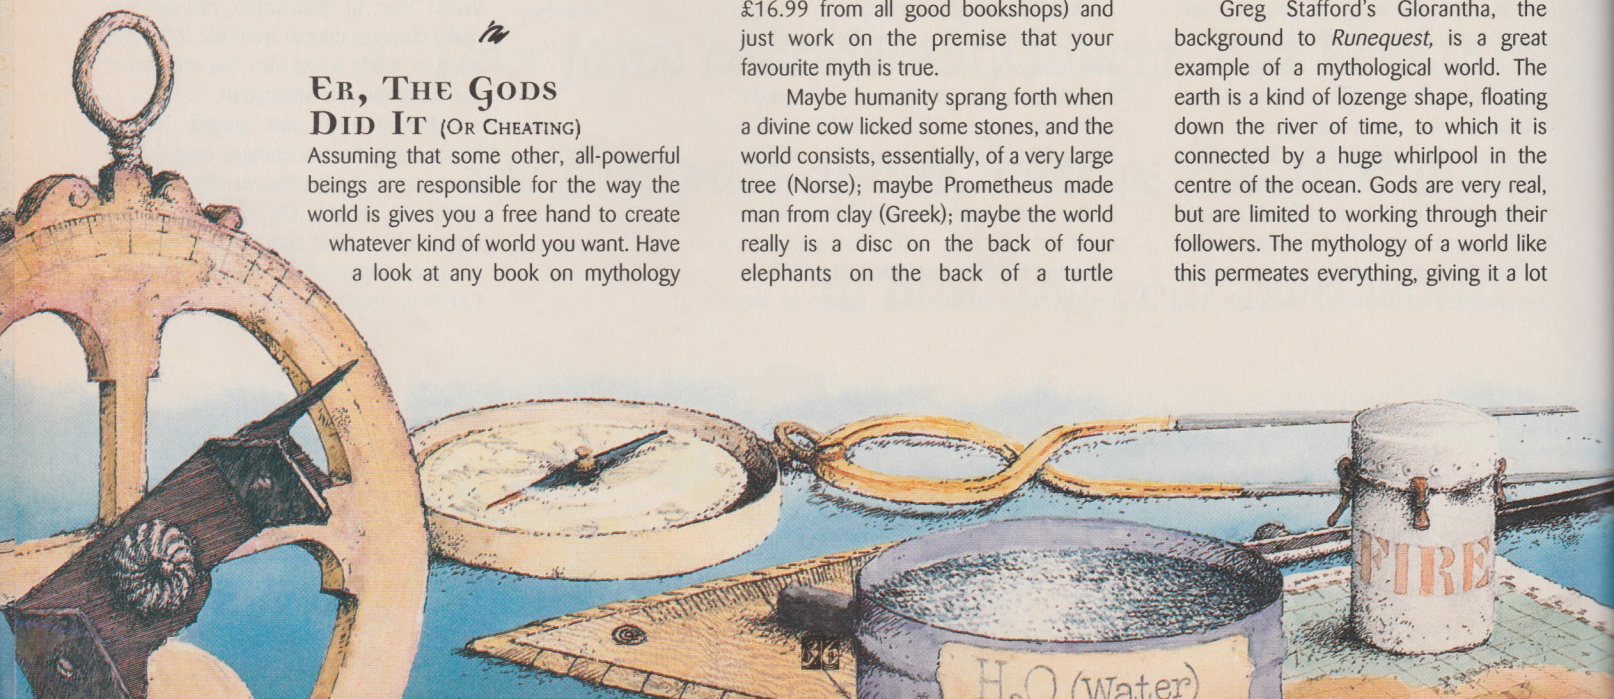 Er, The Gods
Did It (Or Cheating)
Assuming that some other, all-powerful
beings are responsible for the way the
world is gives you a free hand to create
whatever kind of world you want. Have
a look at any book on mythology
£16.99 from all good bookshops) and
just work on the premise that your
favourite myth is true.
Maybe humanity sprang forth when
a divine cow licked some stones, and the
world consists, essentially, of a very large
tree (Norse); maybe Prometheus made
man from clay (Greek); maybe the world
really is a disc on the back of four
elephants on the back of a turtle
Greg Stafford's Glorantha, the
background to Runequest, is a great
example of a mythological world. The
earth is a kind of lozenge shape, floating
down the river of time, to which it is
connected by a huge whirlpool in the
centre of the ocean. Gods are very real,
but are limited to working through their
followers. The mythology of a world like
this permeates everything, giving it a lot
FIRE
H2O (Water)